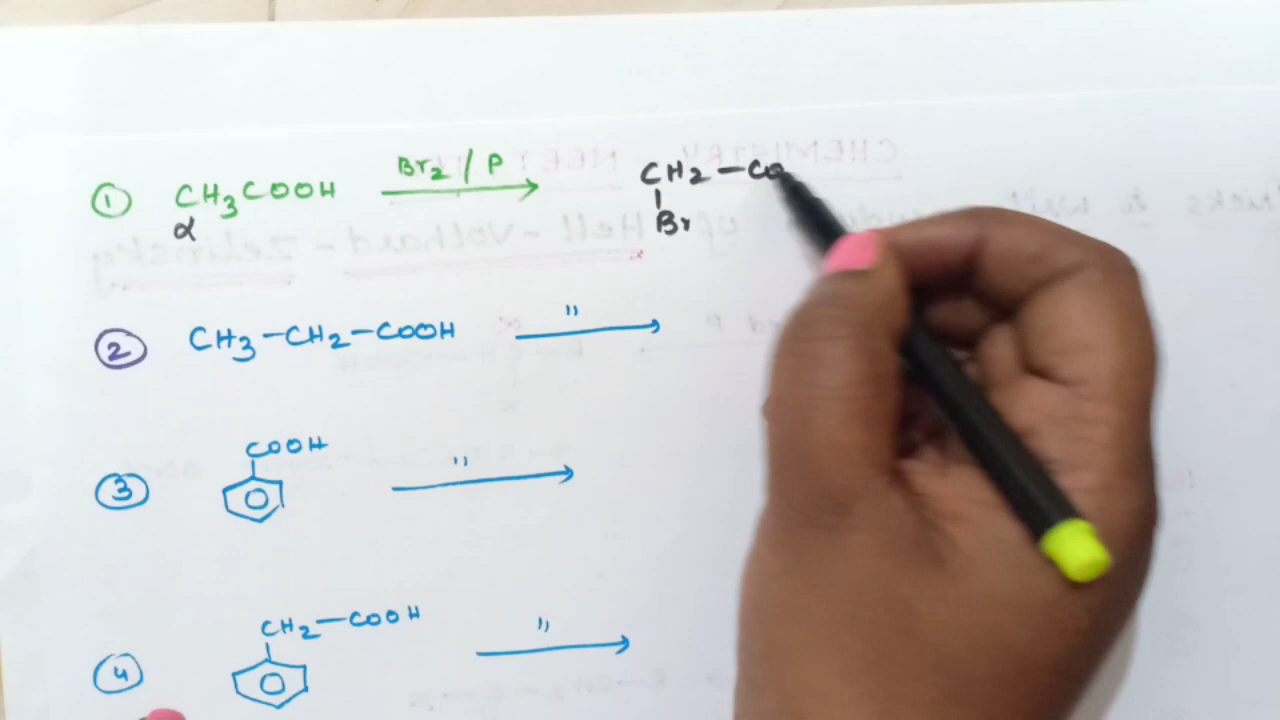 ① CH3COOH Br2 / P CH2 - Co
α Br
② CH3 - CH2 - COOH "
COOH
③ "
CH2 - COOH
④ "